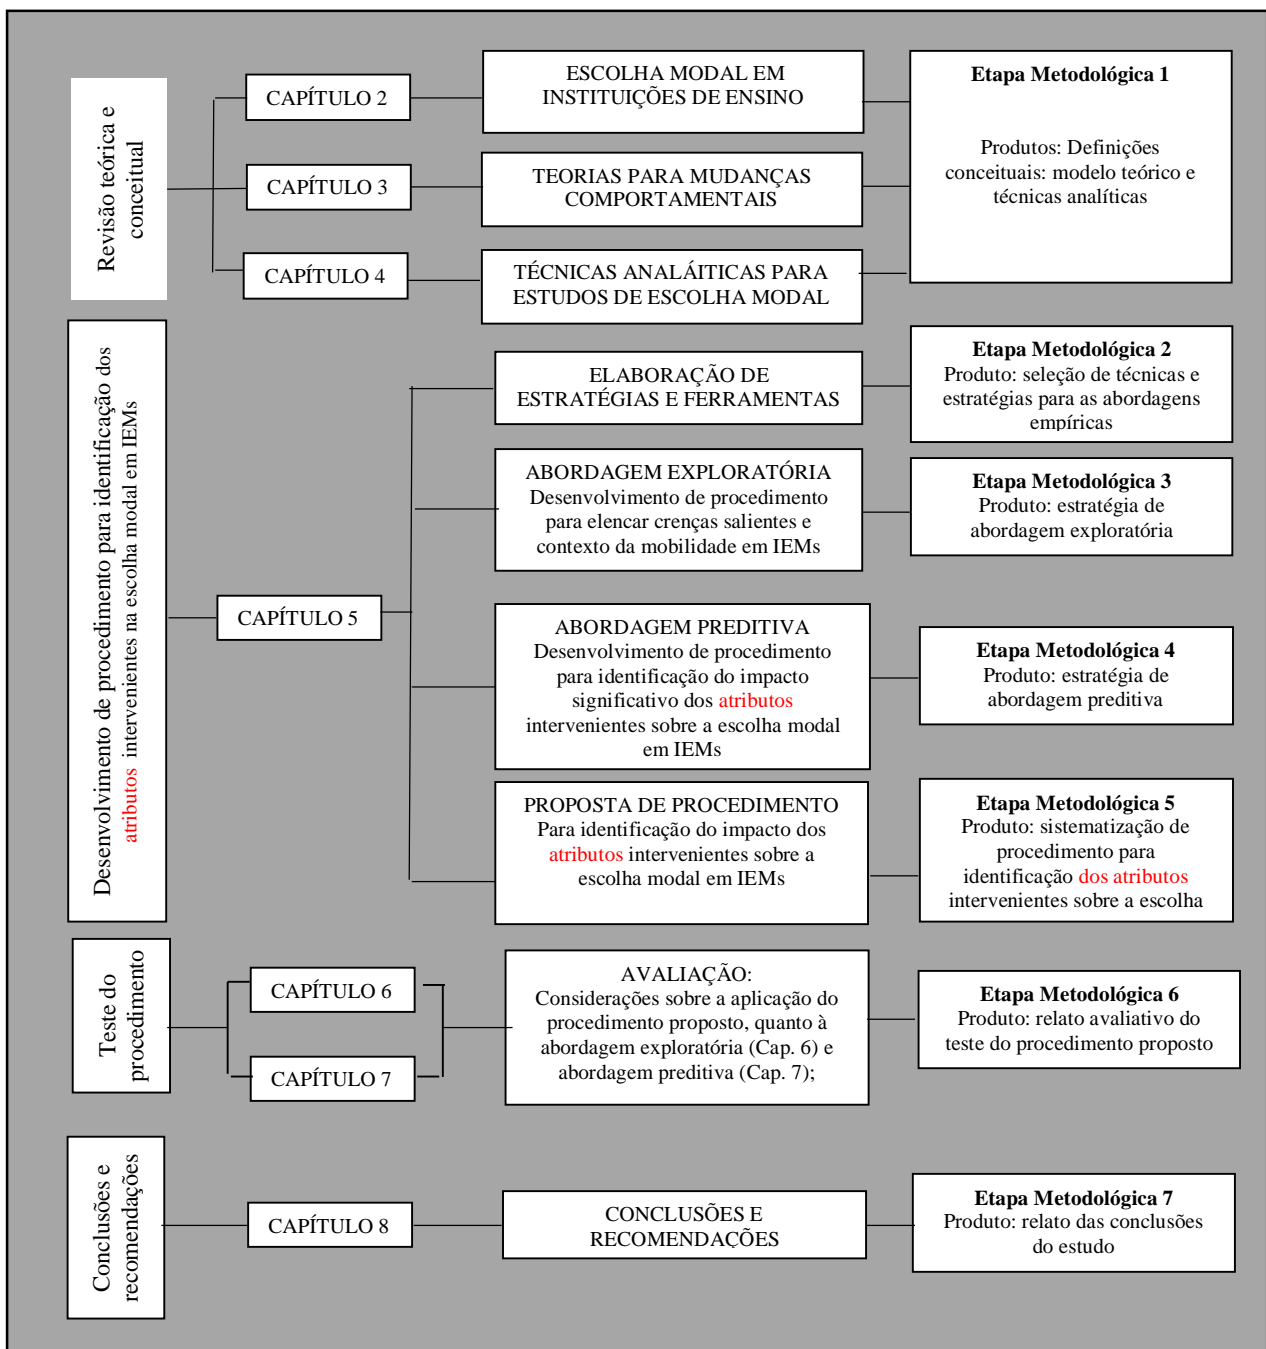 Revisão teórica e
conceitual
CAPÍTULO 2
ESCOLHA MODAL EM
INSTITUIÇÕES DE ENSINO
CAPÍTULO 3
TEORIAS PARA MUDANÇAS
COMPORTAMENTAIS
CAPÍTULO 4
TÉCNICAS ANALÁITICAS PARA
ESTUDOS DE ESCOLHA MODAL
Etapa Metodológica 1
Produtos: Definições
conceituais: modelo teórico e
técnicas analíticas
Desenvolvimento de procedimento para identificação dos
atributos intervenientes na escolha modal em IEMs
CAPÍTULO 5
ELABORAÇÃO DE
ESTRATÉGIAS E FERRAMENTAS
Etapa Metodológica 2
Produto: seleção de técnicas e
estratégias para as abordagens
empíricas
ABORDAGEM EXPLORATÓRIA
Desenvolvimento de procedimento
para elencar crenças salientes e
contexto da mobilidade em IEMs
Etapa Metodológica 3
Produto: estratégia de
abordagem exploratória
ABORDAGEM PREDITIVA
Desenvolvimento de procedimento
para identificação do impacto
significativo dos atributos
intervenientes sobre a escolha modal
em IEMs
Etapa Metodológica 4
Produto: estratégia de
abordagem preditiva
PROPOSTA DE PROCEDIMENTO
Para identificação do impacto dos
atributos intervenientes sobre a
escolha modal em IEMs
Etapa Metodológica 5
Produto: sistematização de
procedimento para
identificação dos atributos
intervenientes sobre a escolha
Teste do
procedimento
CAPÍTULO 6
CAPÍTULO 7
AVALIAÇÃO:
Considerações sobre a aplicação do
procedimento proposto, quanto à
abordagem exploratória (Cap. 6) e
abordagem preditiva (Cap. 7);
Etapa Metodológica 6
Produto: relato avaliativo do
teste do procedimento proposto
Conclusões e
recomendações
CAPÍTULO 8
CONCLUSÕES E
RECOMENDAÇÕES
Etapa Metodológica 7
Produto: relato das conclusões
do estudo